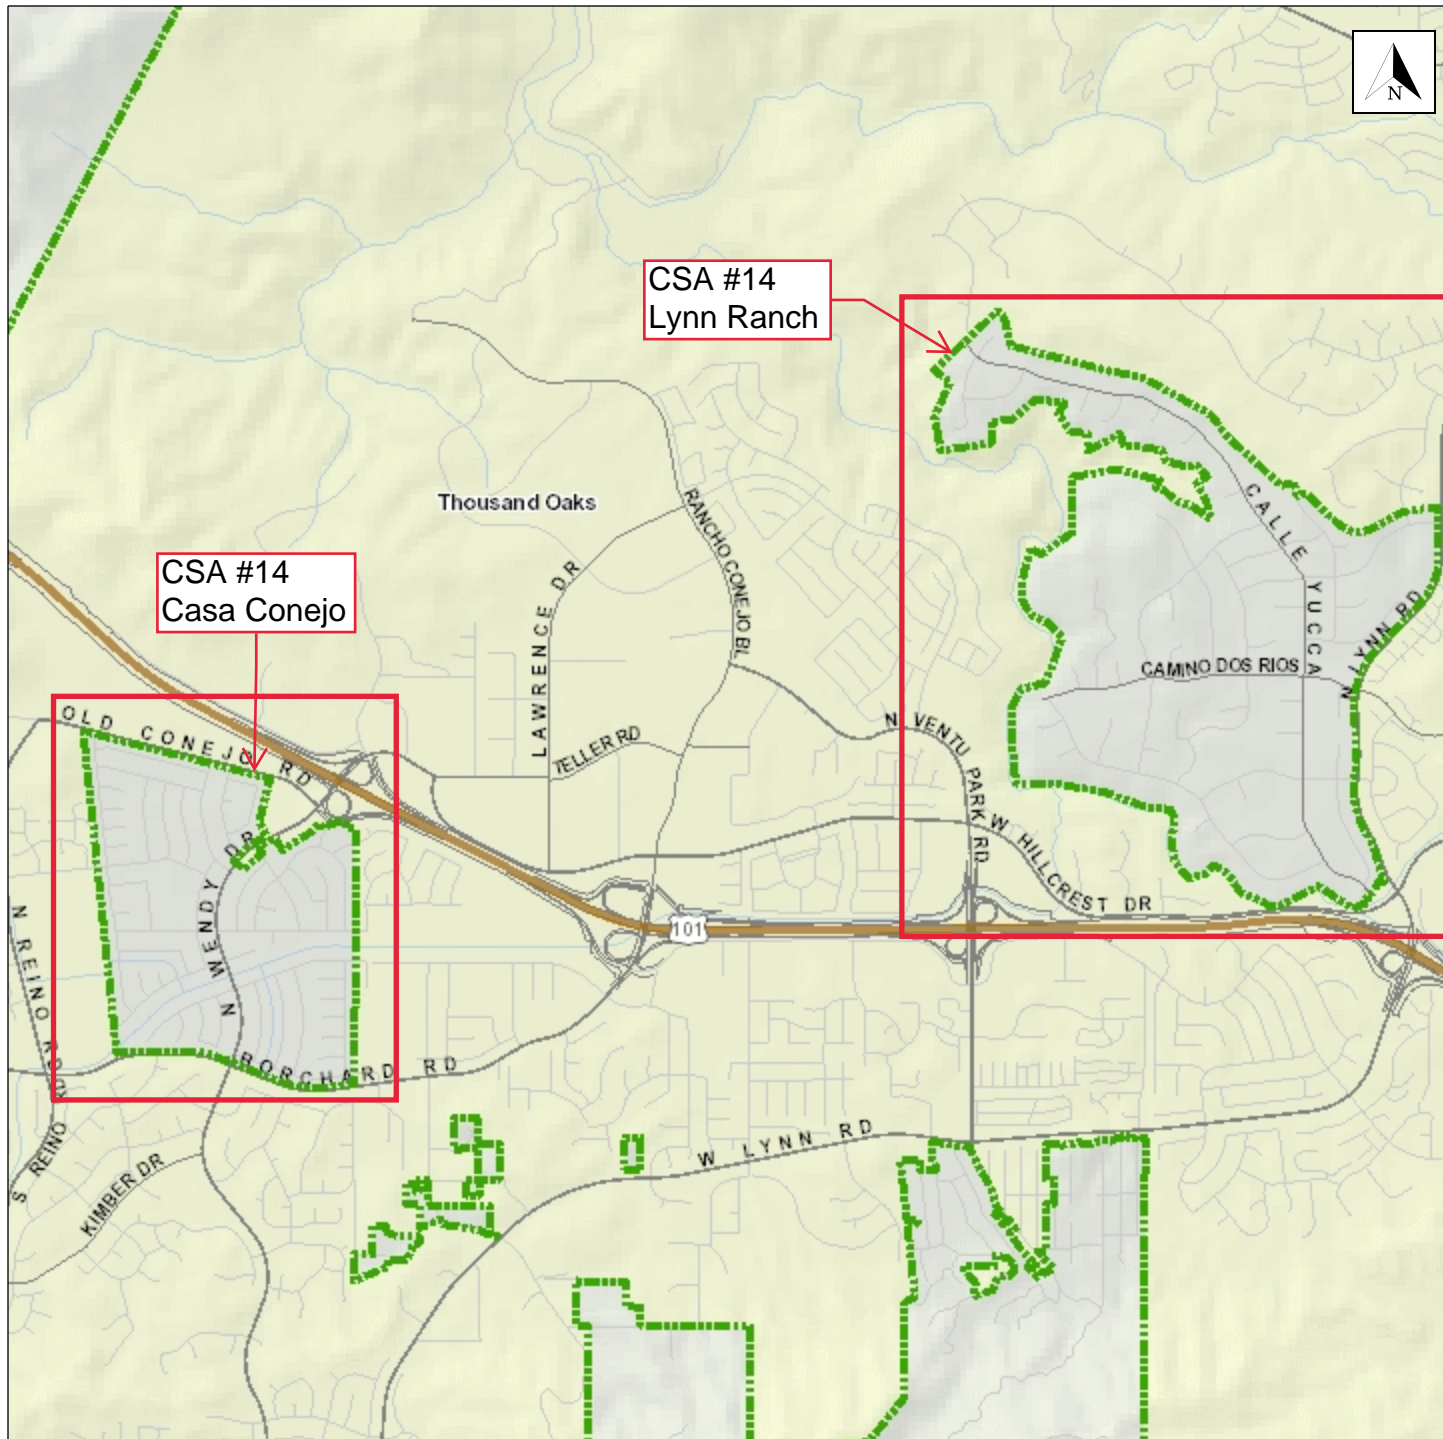 N
CSA #14
Lynn Ranch
Thousand Oaks
RANCHO CONEJO BL
CALLE YUCCA
CSA #14
Casa Conejo
LAWRENCE DR
N LYNN RD
CAMINO DOS RIOS
OLD CONEJO RD
TELLER RD
N VENTU PARK RD
W HILLCREST DR
N WENDY DR
101
N REINO RD
BORCHARD RD
S REINO
KIMBER DR
W LYNN RD